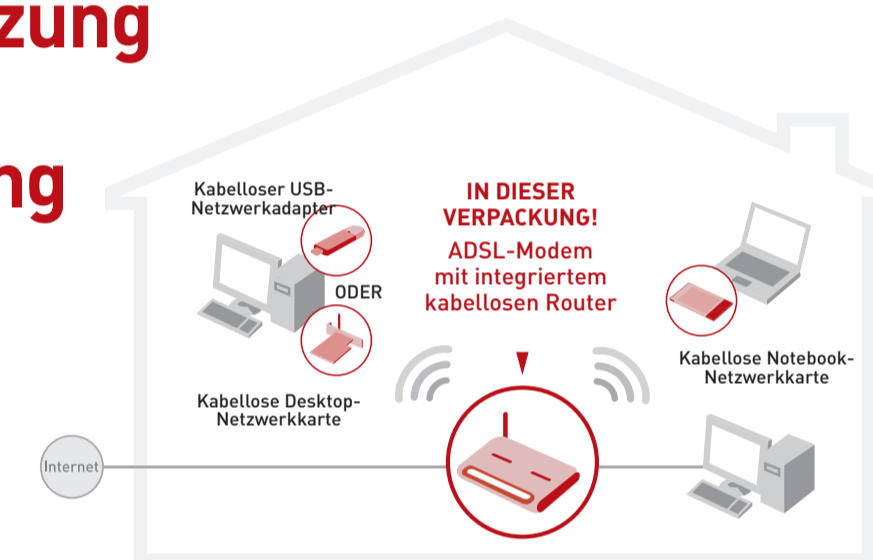 zung
ng
Kabelloser USB-
Netzwerkadapter
ODER
Kabellose Desktop-
Netzwerkkarte
IN DIESER
VERPACKUNG!
ADSL-Modem
mit integriertem
kabellosen Router
Kabellose Notebook-
Netzwerkkarte
Internet